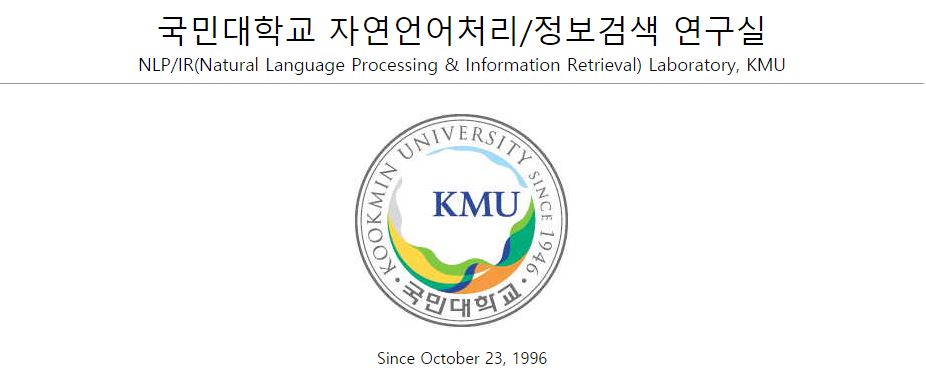 국민대학교 자연언어처리/정보검색 연구실
NLP/IR(Natural Language Processing & Information Retrieval) Laboratory, KMU
KOOKMIN UNIVERSITY SINCE 1946
KMU
·국민대학교·
Since October 23, 1996